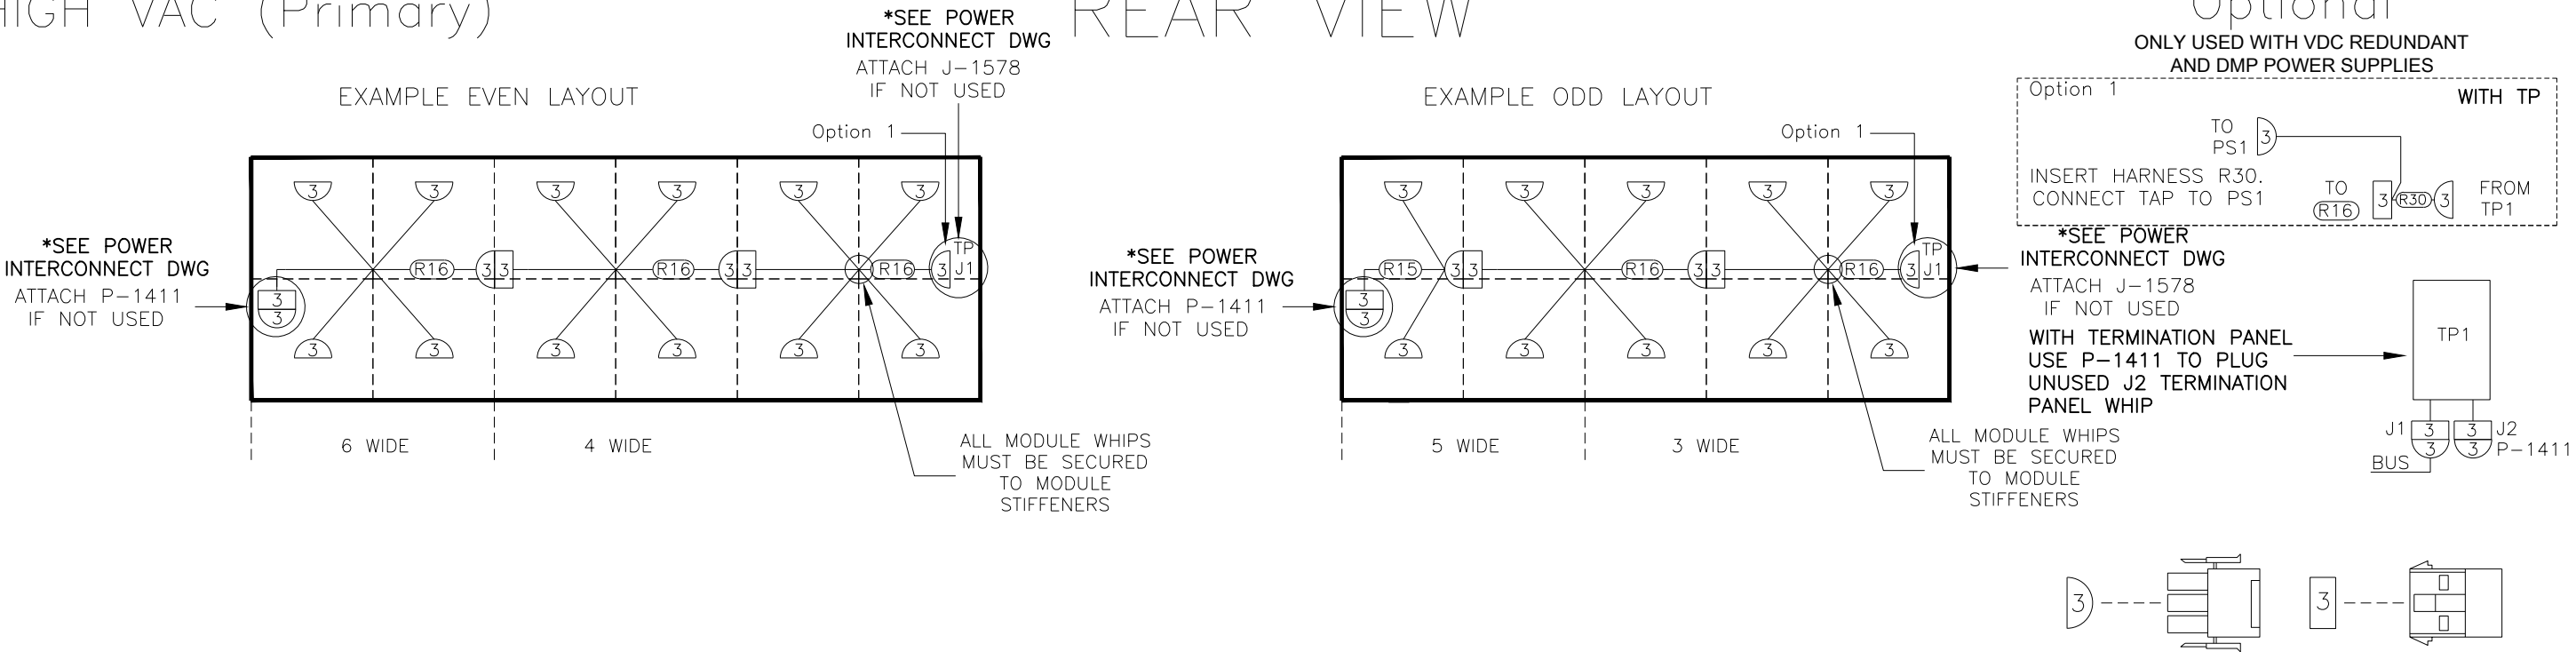 HIGH VAC (Primary)
REAR VIEW
Optional
ONLY USED WITH VDC REDUNDANT
AND DMP POWER SUPPLIES
*SEE POWER
INTERCONNECT DWG
ATTACH J-1578
IF NOT USED
EXAMPLE EVEN LAYOUT
Option 1
3 3 3 3 3 3
*SEE POWER
INTERCONNECT DWG
ATTACH P-1411
IF NOT USED
R16 3 3 R16 3 3 R16 3 TP
J1
3
3
3 3 3 3 3 3
6 WIDE
4 WIDE
ALL MODULE WHIPS
MUST BE SECURED
TO MODULE
STIFFENERS
EXAMPLE ODD LAYOUT
Option 1
3 3 3 3 3
*SEE POWER
INTERCONNECT DWG
ATTACH P-1411
IF NOT USED
R15 3 3 R16 3 3 R16 3 TP
J1
3
3
3 3 3 3 3
5 WIDE
3 WIDE
ALL MODULE WHIPS
MUST BE SECURED
TO MODULE
STIFFENERS
Option 1
WITH TP
TO
PS1
3
INSERT HARNESS R30.
CONNECT TAP TO PS1
TO
R16
3 R30 3
FROM
TP1
*SEE POWER
INTERCONNECT DWG
ATTACH J-1578
IF NOT USED
WITH TERMINATION PANEL
USE P-1411 TO PLUG
UNUSED J2 TERMINATION
PANEL WHIP
TP1
J1 3 3 J2
3 3 P-1411
BUS
3
3